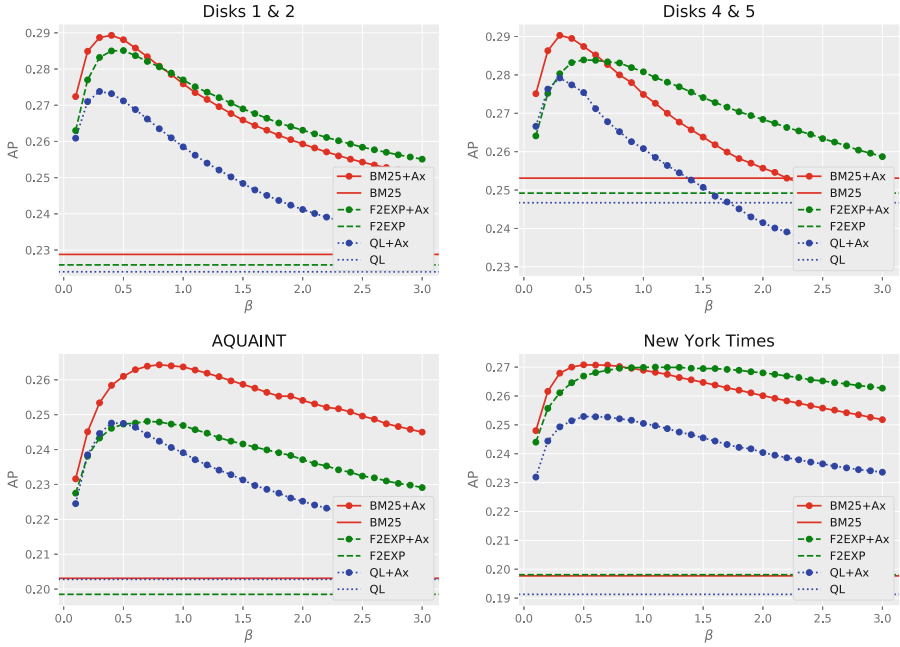 Disks 1 & 2
0.29
0.28
0.27
0.26
0.25
0.24
0.23
AP
0.0 0.5 1.0 1.5 2.0 2.5 3.0
β
BM25+Ax
BM25
F2EXP+Ax
F2EXP
QL+Ax
QL
Disks 4 & 5
0.29
0.28
0.27
0.26
0.25
0.24
0.23
AP
0.0 0.5 1.0 1.5 2.0 2.5 3.0
β
BM25+Ax
BM25
F2EXP+Ax
F2EXP
QL+Ax
QL
AQUAINT
0.26
0.25
0.24
0.23
0.22
0.21
0.20
AP
0.0 0.5 1.0 1.5 2.0 2.5 3.0
β
BM25+Ax
BM25
F2EXP+Ax
F2EXP
QL+Ax
QL
New York Times
0.27
0.26
0.25
0.24
0.23
0.22
0.21
0.20
0.19
AP
0.0 0.5 1.0 1.5 2.0 2.5 3.0
β
BM25+Ax
BM25
F2EXP+Ax
F2EXP
QL+Ax
QL